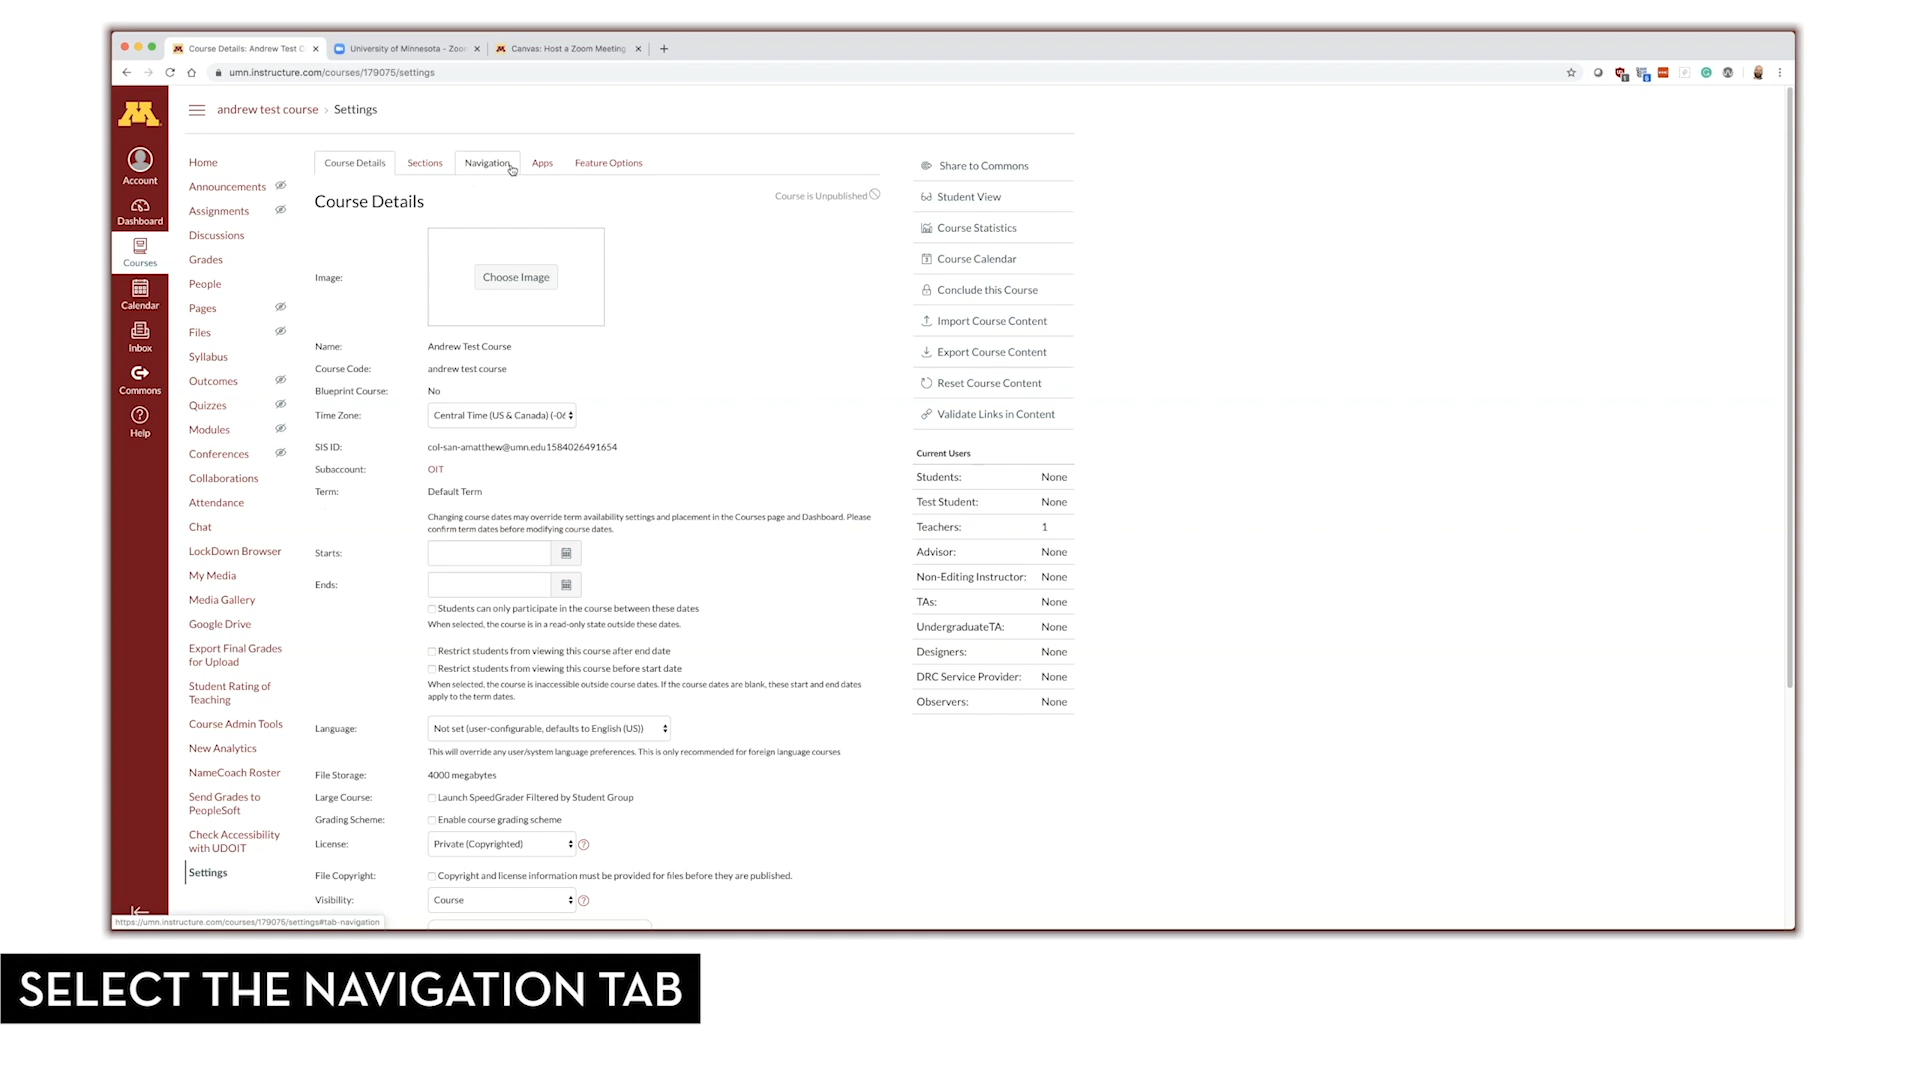 Course Details: Andrew Test C
University of Minnesota - Zoo
Canvas: Host a Zoom Meeting
umn.instructure.com/courses/179075/settings
M
Account
Dashboard
Courses
Calendar
Inbox
Commons
Help
andrew test course › Settings
Home
Announcements
Assignments
Discussions
Grades
People
Pages
Files
Syllabus
Outcomes
Quizzes
Modules
Conferences
Collaborations
Attendance
Chat
LockDown Browser
My Media
Media Gallery
Google Drive
Export Final Grades
for Upload
Student Rating of
Teaching
Course Admin Tools
New Analytics
NameCoach Roster
Send Grades to
PeopleSoft
Check Accessibility
with UDOIT
Settings
Course Details Sections Navigation Apps Feature Options
Course Details
Course is Unpublished
Image:
Choose Image
Name: Andrew Test Course
Course Code: andrew test course
Blueprint Course: No
Time Zone: Central Time (US & Canada) (-06
SIS ID: col-san-amatthew@umn.edu1584026491654
Subaccount: OIT
Term: Default Term
Changing course dates may override term availability settings and placement in the Courses page and Dashboard. Please
confirm term dates before modifying course dates.
Starts:
Ends:
Students can only participate in the course between these dates
When selected, the course is in a read-only state outside these dates.
Restrict students from viewing this course after end date
Restrict students from viewing this course before start date
When selected, the course is inaccessible outside course dates. If the course dates are blank, these start and end dates
apply to the term dates.
Language: Not set (user-configurable, defaults to English (US))
This will override any user/system language preferences. This is only recommended for foreign language courses
File Storage: 4000 megabytes
Large Course: Launch SpeedGrader Filtered by Student Group
Grading Scheme: Enable course grading scheme
License: Private (Copyrighted)
File Copyright: Copyright and license information must be provided for files before they are published.
Visibility: Course
Share to Commons
Student View
Course Statistics
Course Calendar
Conclude this Course
Import Course Content
Export Course Content
Reset Course Content
Validate Links in Content
Current Users
Students: None
Test Student: None
Teachers: 1
Advisor: None
Non-Editing Instructor: None
TAs: None
UndergraduateTA: None
Designers: None
DRC Service Provider: None
Observers: None
https://umn.instructure.com/courses/179075/settings#tab-navigation
SELECT THE NAVIGATION TAB